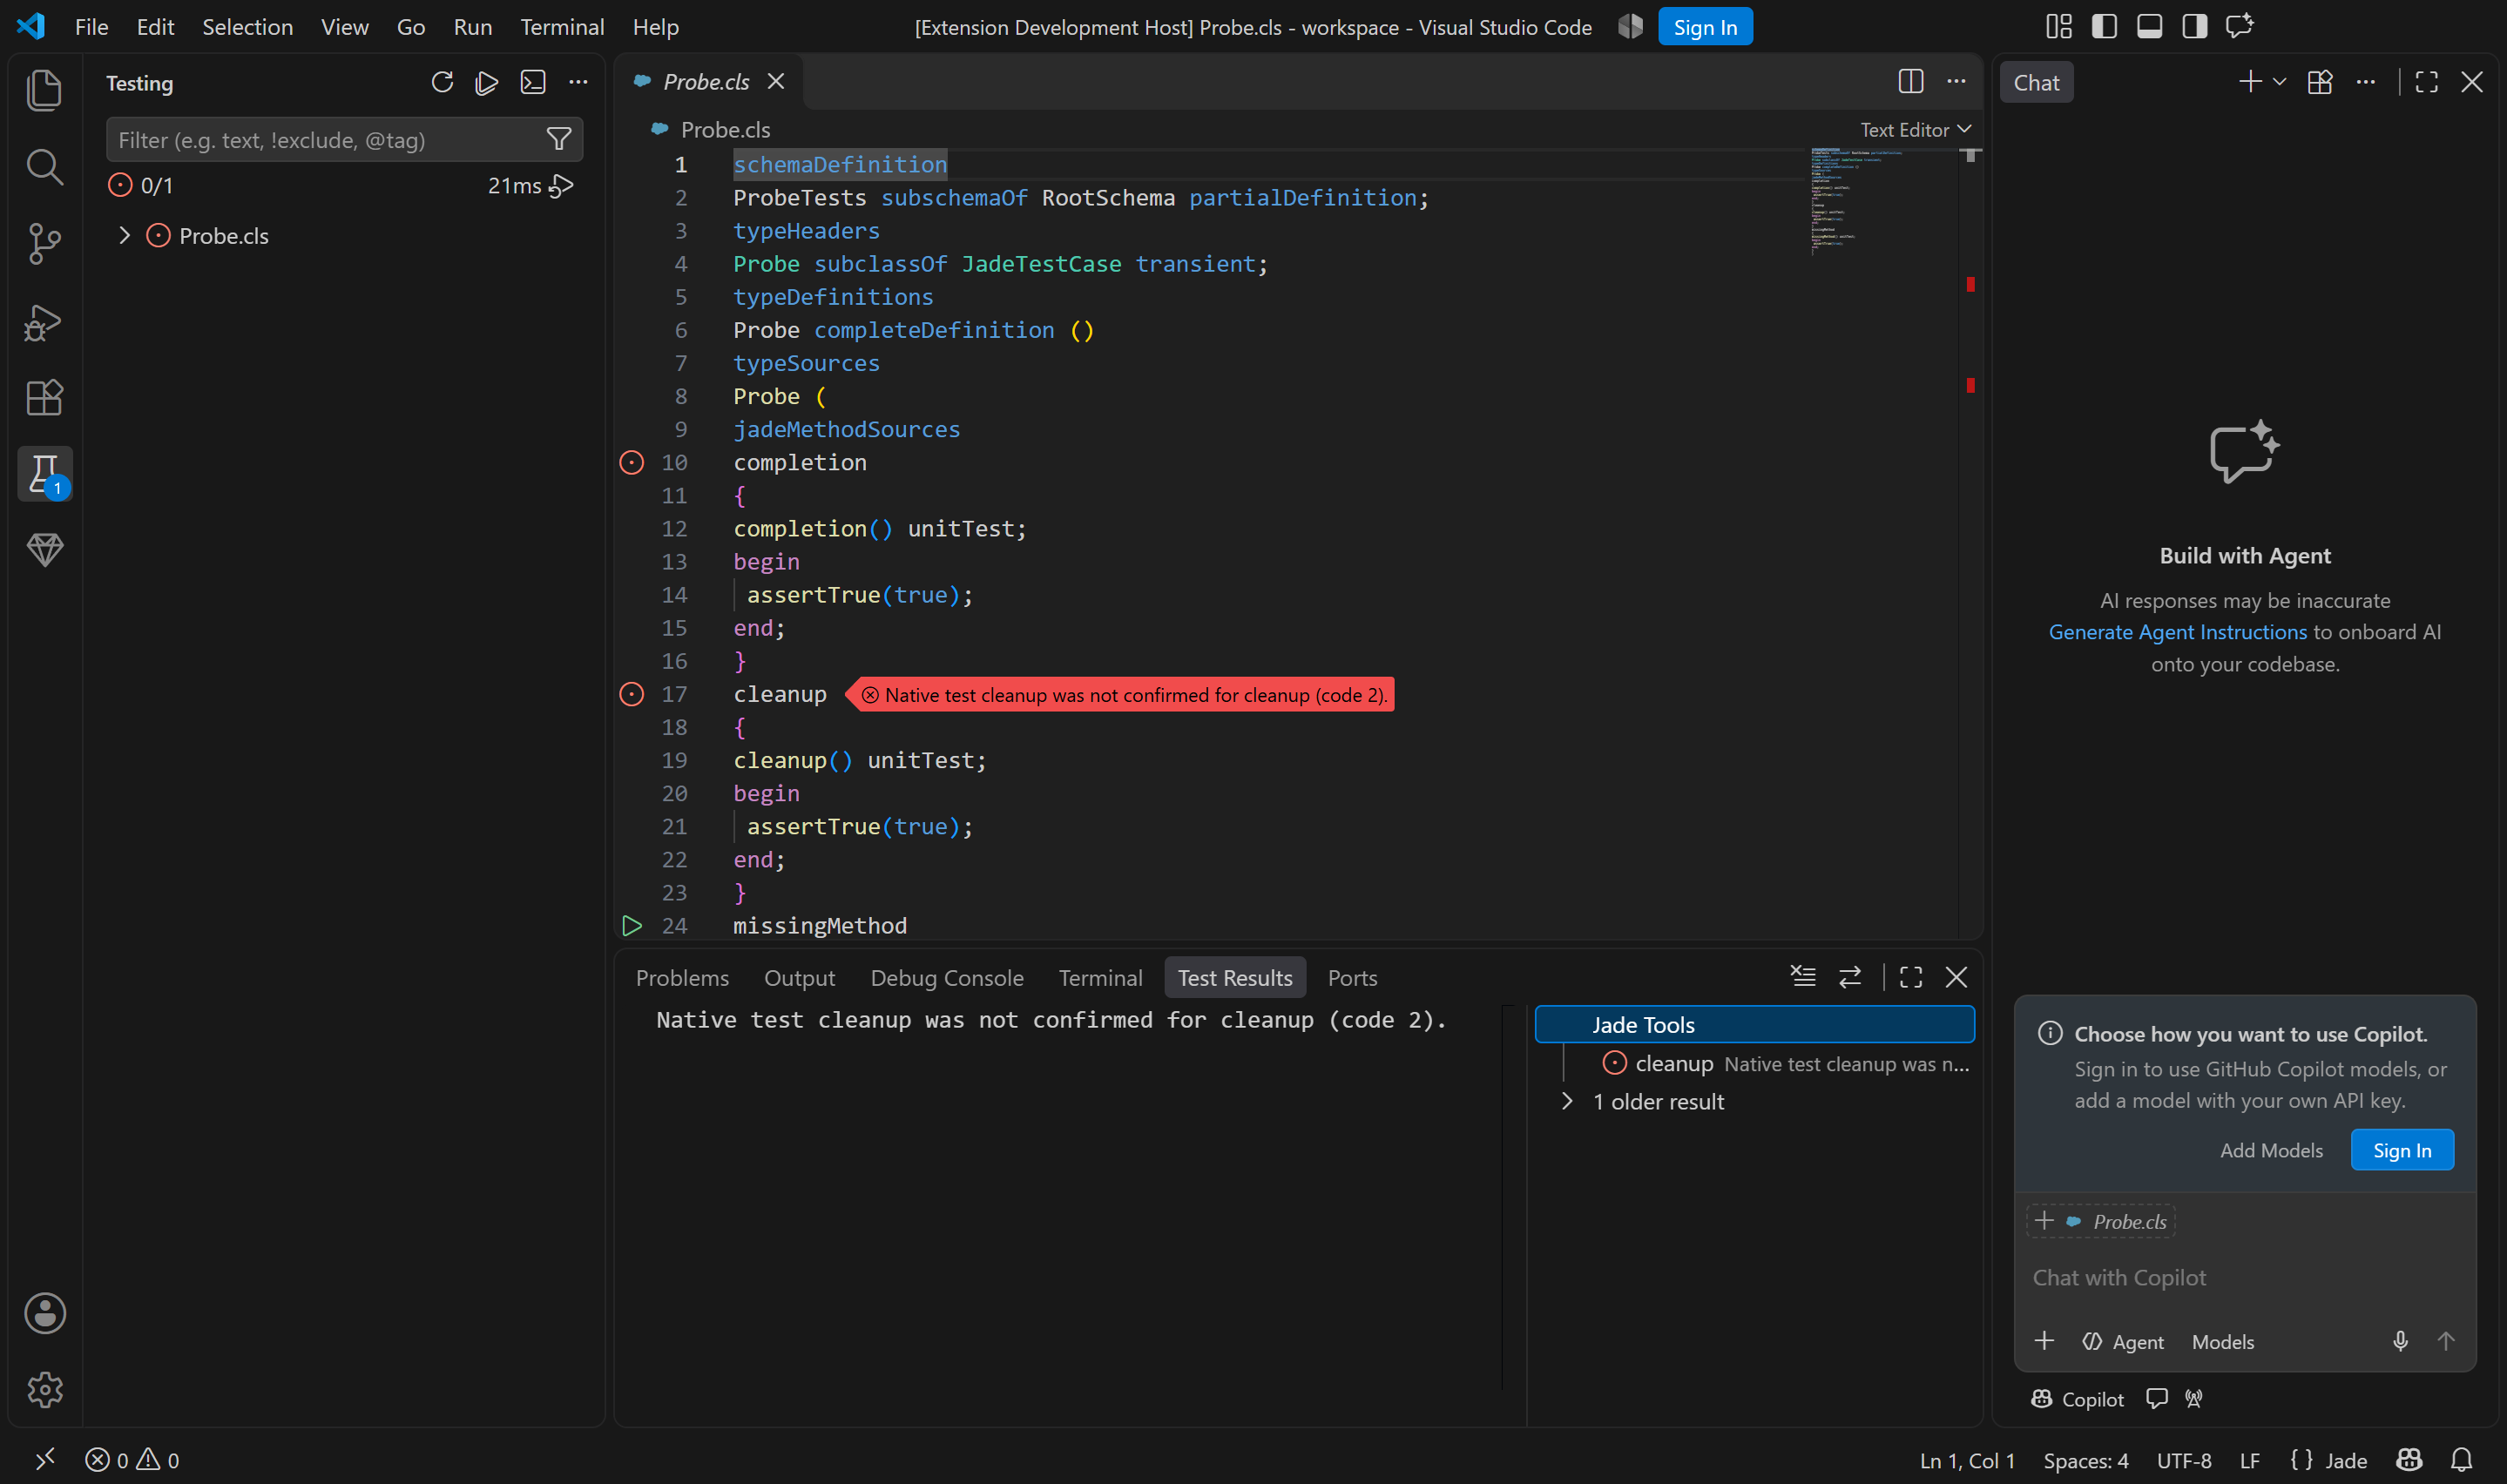 File Edit Selection View Go Run Terminal Help
[Extension Development Host] Probe.cls - workspace - Visual Studio Code
Sign In
Testing
Filter (e.g. text, !exclude, @tag)
0/1
21ms
Probe.cls
1
Probe.cls
Probe.cls
Text Editor
1 schemaDefinition
2 ProbeTests subschemaOf RootSchema partialDefinition;
3 typeHeaders
4 Probe subclassOf JadeTestCase transient;
5 typeDefinitions
6 Probe completeDefinition ()
7 typeSources
8 Probe (
9 jadeMethodSources
10 completion
11 {
12 completion() unitTest;
13 begin
14 assertTrue(true);
15 end;
16 }
17 cleanup Native test cleanup was not confirmed for cleanup (code 2).
18 {
19 cleanup() unitTest;
20 begin
21 assertTrue(true);
22 end;
23 }
24 missingMethod
Problems Output Debug Console Terminal Test Results Ports
Native test cleanup was not confirmed for cleanup (code 2).
Jade Tools
cleanup Native test cleanup was n...
1 older result
Chat
Build with Agent
AI responses may be inaccurate
Generate Agent Instructions to onboard AI
onto your codebase.
Choose how you want to use Copilot.
Sign in to use GitHub Copilot models, or
add a model with your own API key.
Add Models Sign In
Probe.cls
Chat with Copilot
Agent Models
Copilot
0 0
Ln 1, Col 1 Spaces: 4 UTF-8 LF { } Jade